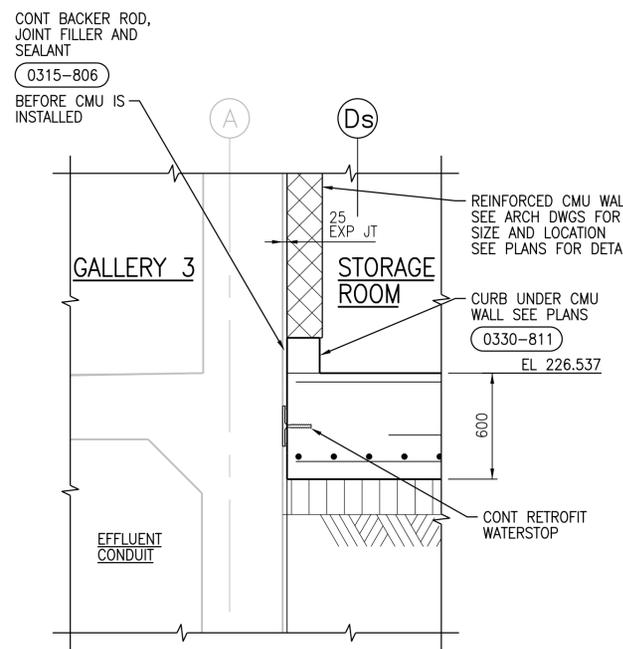 CONT BACKER ROD,
JOINT FILLER AND
SEALANT
0315-806
BEFORE CMU IS
INSTALLED
A
Ds
REINFORCED CMU WAL
SEE ARCH DWGS FOR
SIZE AND LOCATION
SEE PLANS FOR DETA
25
EXP JT
GALLERY 3
STORAGE
ROOM
CURB UNDER CMU
WALL SEE PLANS
0330-811
EL 226.537
600
CONT RETROFIT
WATERSTOP
EFFLUENT
CONDUIT